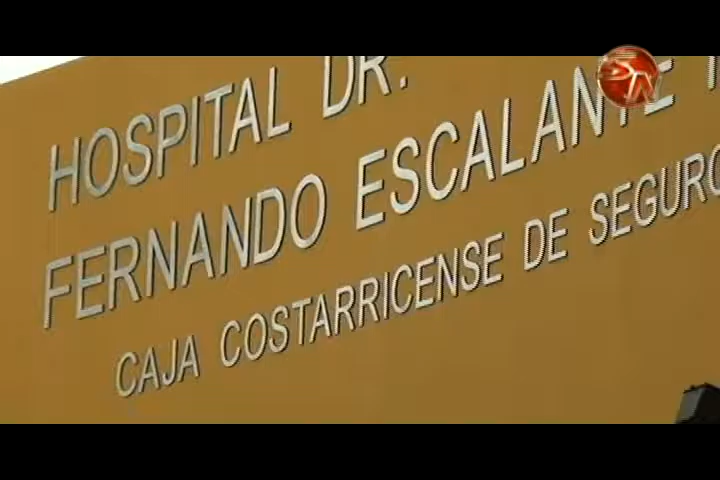 HOSPITAL DR.
FERNANDO ESCALANTE
CAJA COSTARRICENSE DE SEGURO